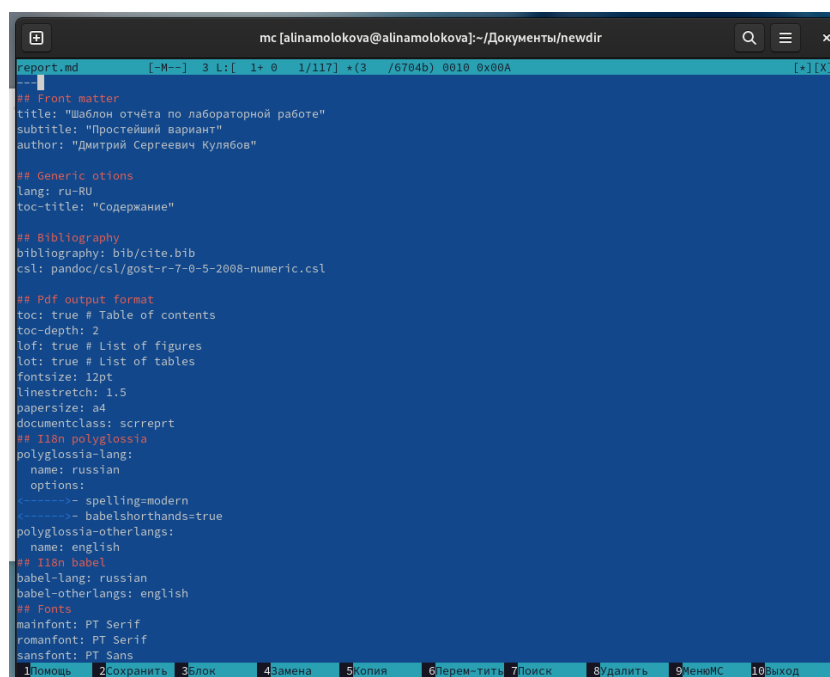 mc [alinamolokova@alinamolokova]:~/Документы/newdir
report.md [-M--] 3 L:[ 1+ 0 1/117] *(3 /6704b) 0010 0x00A [*][X]
---
## Front matter
title: "Шаблон отчёта по лабораторной работе"
subtitle: "Простейший вариант"
author: "Дмитрий Сергеевич Кулябов"
## Generic otions
lang: ru-RU
toc-title: "Содержание"
## Bibliography
bibliography: bib/cite.bib
csl: pandoc/csl/gost-r-7-0-5-2008-numeric.csl
## Pdf output format
toc: true # Table of contents
toc-depth: 2
lof: true # List of figures
lot: true # List of tables
fontsize: 12pt
linestretch: 1.5
papersize: a4
documentclass: scrreprt
## I18n polyglossia
polyglossia-lang:
  name: russian
  options:
<------>- spelling=modern
<------>- babelshorthands=true
polyglossia-otherlangs:
  name: english
## I18n babel
babel-lang: russian
babel-otherlangs: english
## Fonts
mainfont: PT Serif
romanfont: PT Serif
sansfont: PT Sans
1Помощь 2Сохранить 3Блок 4Замена 5Копия 6Перем~тить 7Поиск 8Удалить 9МенюMC 10Выход